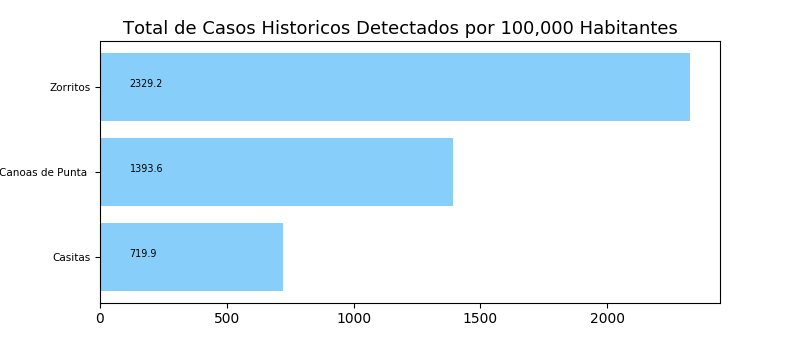 Total de Casos Historicos Detectados por 100,000 Habitantes
Zorritos
2329.2
Canoas de Punta
1393.6
Casitas
719.9
0 500 1000 1500 2000